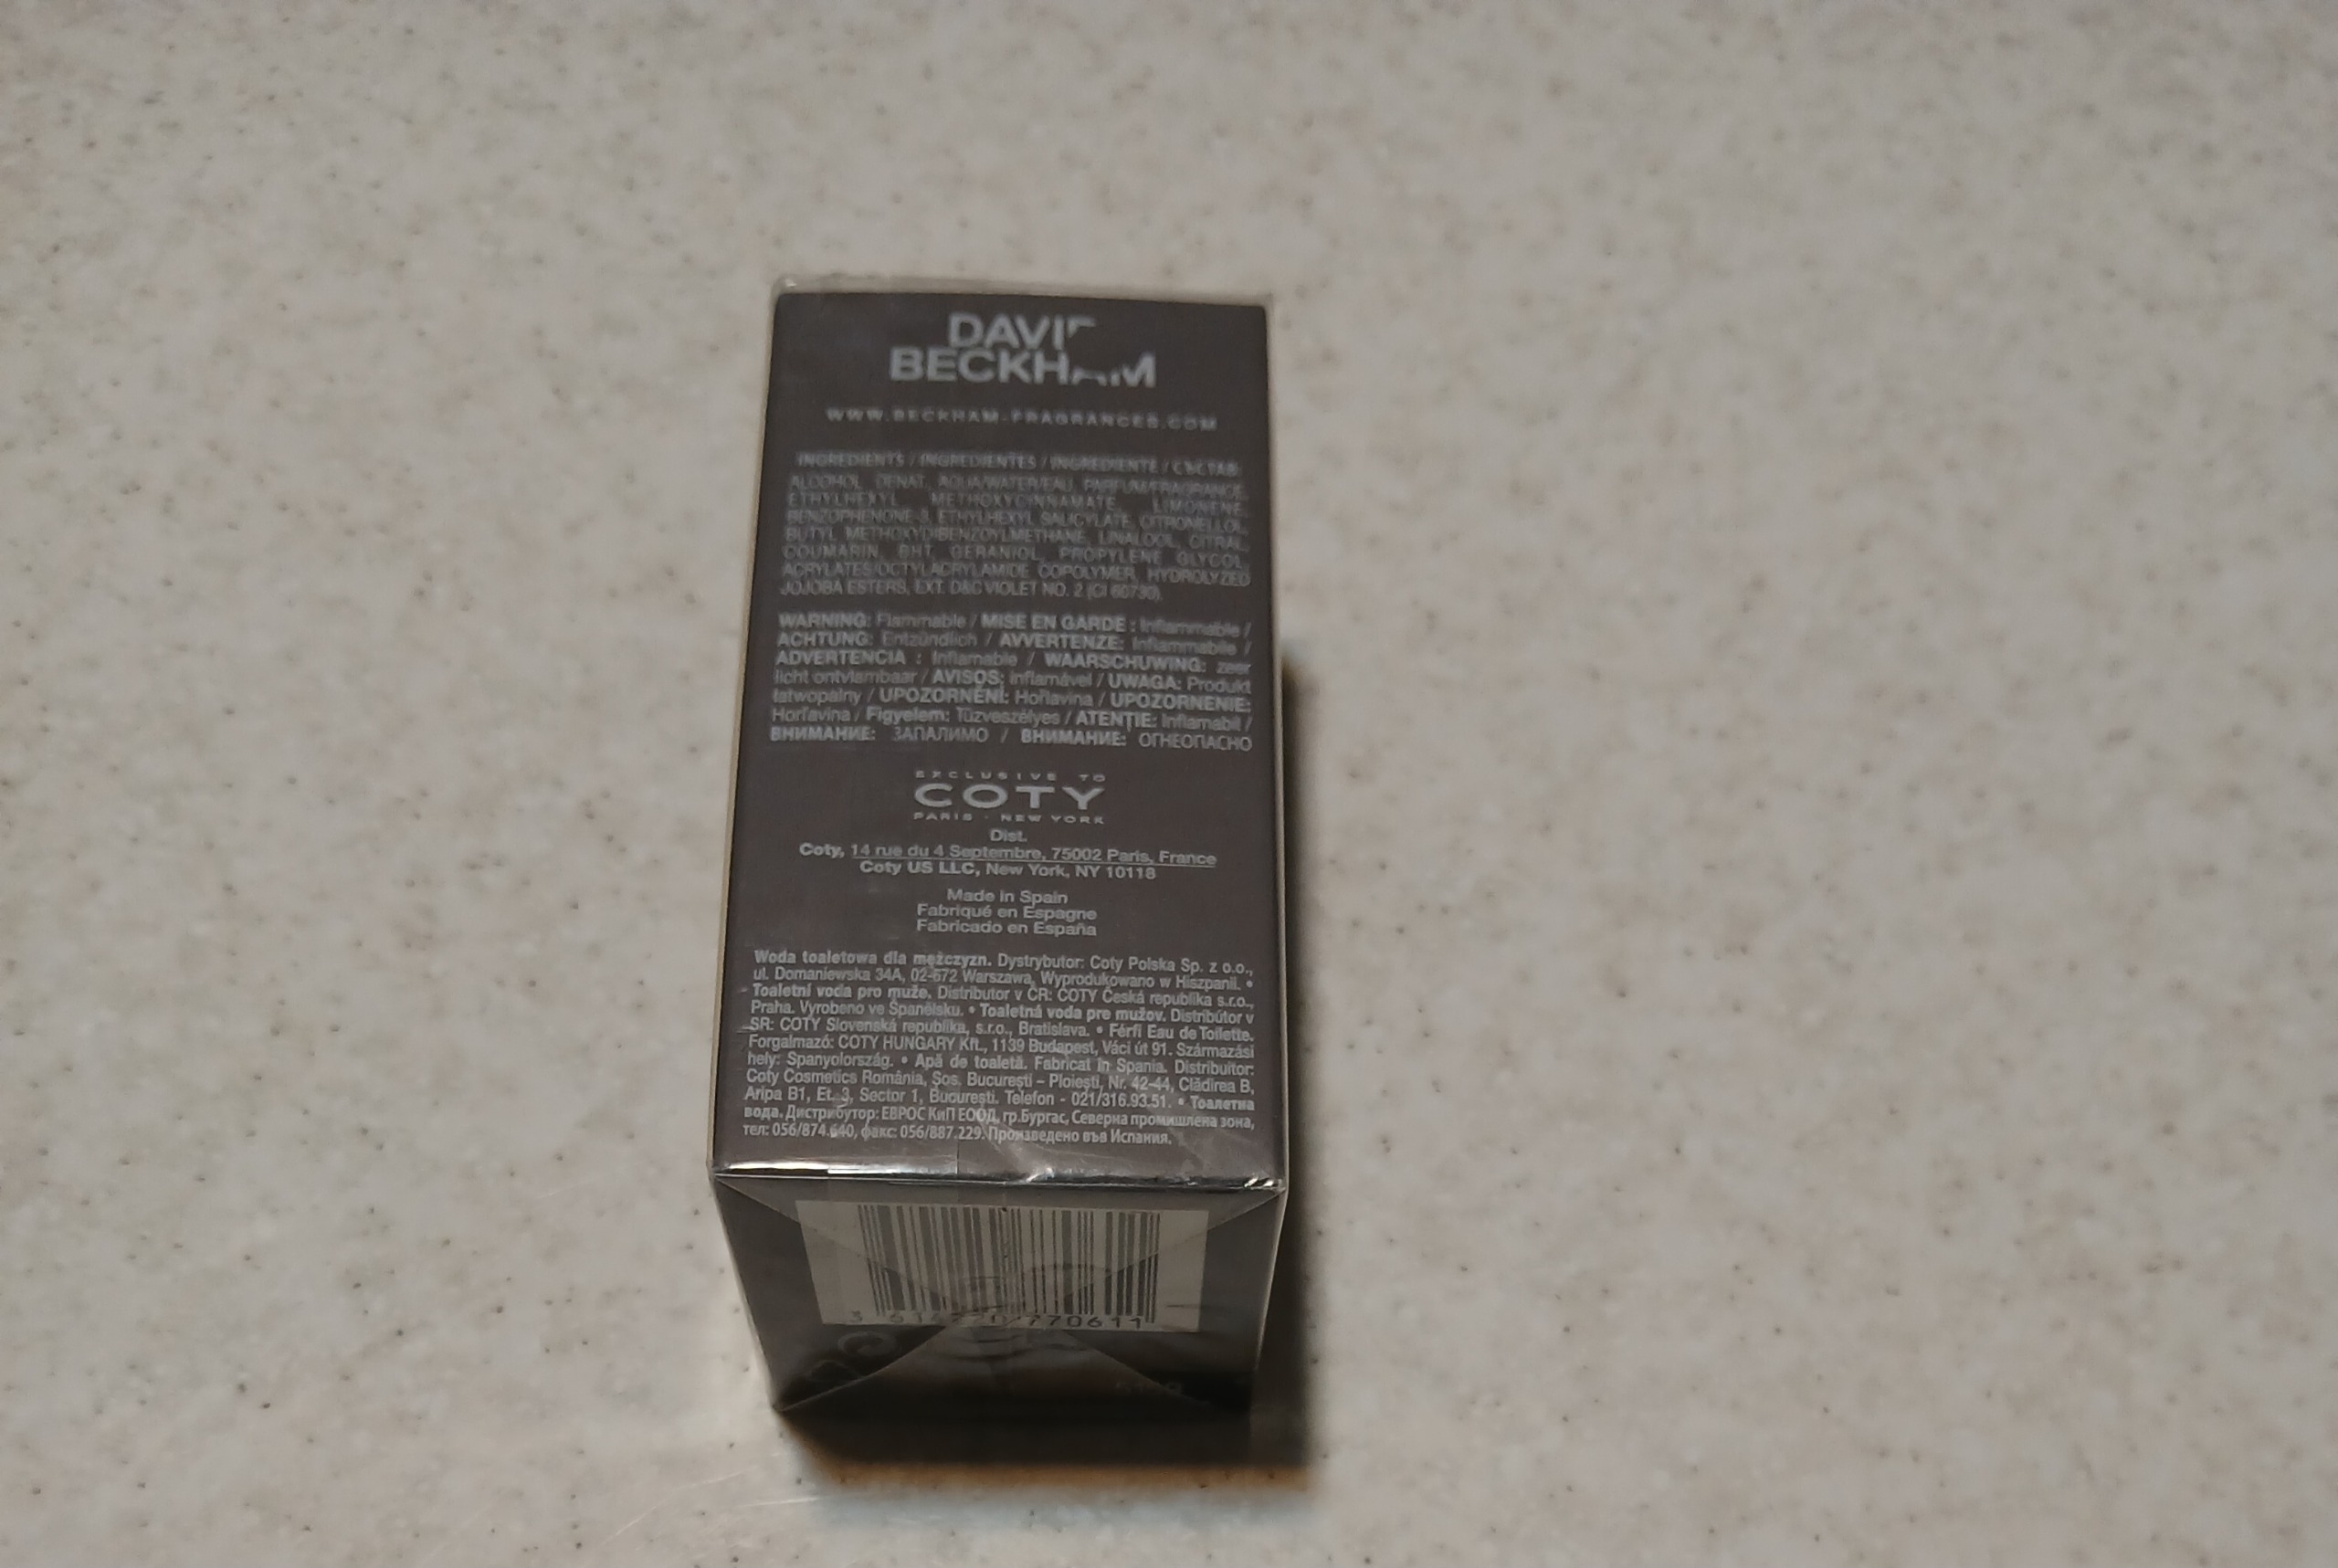 DAVID
BECKHAM
WWW.BECKHAM-FRAGRANCES.COM
INGREDIENTS / INGREDIENTES / INGREDIENTE / СЪСТАВ:
ALCOHOL DENAT., AQUA/WATER/EAU, PARFUM/FRAGRANCE,
ETHYLHEXYL METHOXYCINNAMATE, LIMONENE,
BENZOPHENONE-3, ETHYLHEXYL SALICYLATE, CITRONELLOL,
BUTYL METHOXYDIBENZOYLMETHANE, LINALOOL, CITRAL,
COUMARIN, BHT, GERANIOL, PROPYLENE GLYCOL,
ACRYLATES/OCTYLACRYLAMIDE COPOLYMER, HYDROLYZED
JOJOBA ESTERS, EXT. D&C VIOLET NO. 2 (CI 60730).
WARNING: Flammable / MISE EN GARDE : Inflammable /
ACHTUNG: Entzündlich / AVVERTENZE: Infiammabile /
ADVERTENCIA : Inflamable / WAARSCHUWING: zeer
licht ontvlambaar / AVISOS: inflamável / UWAGA: Produkt
łatwopalny / UPOZORNĚNÍ: Hořlavina / UPOZORNENIE:
Horľavina / Figyelem: Tűzveszélyes / ATENȚIE: Inflamabil /
ВНИМАНИЕ: ЗАПАЛИМО / ВНИМАНИЕ: ОГНЕОПАСНО
EXCLUSIVE TO
COTY
PARIS · NEW YORK
Dist.
Coty, 14 rue du 4 Septembre, 75002 Paris, France
Coty US LLC, New York, NY 10118
Made in Spain
Fabriqué en Espagne
Fabricado en España
Woda toaletowa dla mężczyzn. Dystrybutor: Coty Polska Sp. z o.o.,
ul. Domaniewska 34A, 02-672 Warszawa, Wyprodukowano w Hiszpanii. •
Toaletní voda pro muže. Distributor v ČR: COTY Česká republika s.r.o.,
Praha. Vyrobeno ve Španělsku. • Toaletná voda pre mužov. Distribútor v
SR: COTY Slovenská republika, s.r.o., Bratislava. • Férfi Eau de Toilette.
Forgalmazó: COTY HUNGARY Kft., 1139 Budapest, Váci út 91. Származási
hely: Spanyolország. • Apă de toaletă. Fabricat în Spania. Distribuitor:
Coty Cosmetics România, Șos. București – Ploiești, Nr. 42-44, Clădirea B,
Aripa B1, Et. 3, Sector 1, București. Telefon - 021/316.93.51. • Тоалетна
вода. Дистрибутор: ЕВРОС КиП ЕООД, гр.Бургас, Северна промишлена зона,
тел: 056/874.640, факс: 056/887.229. Произведено във Испания.
770611